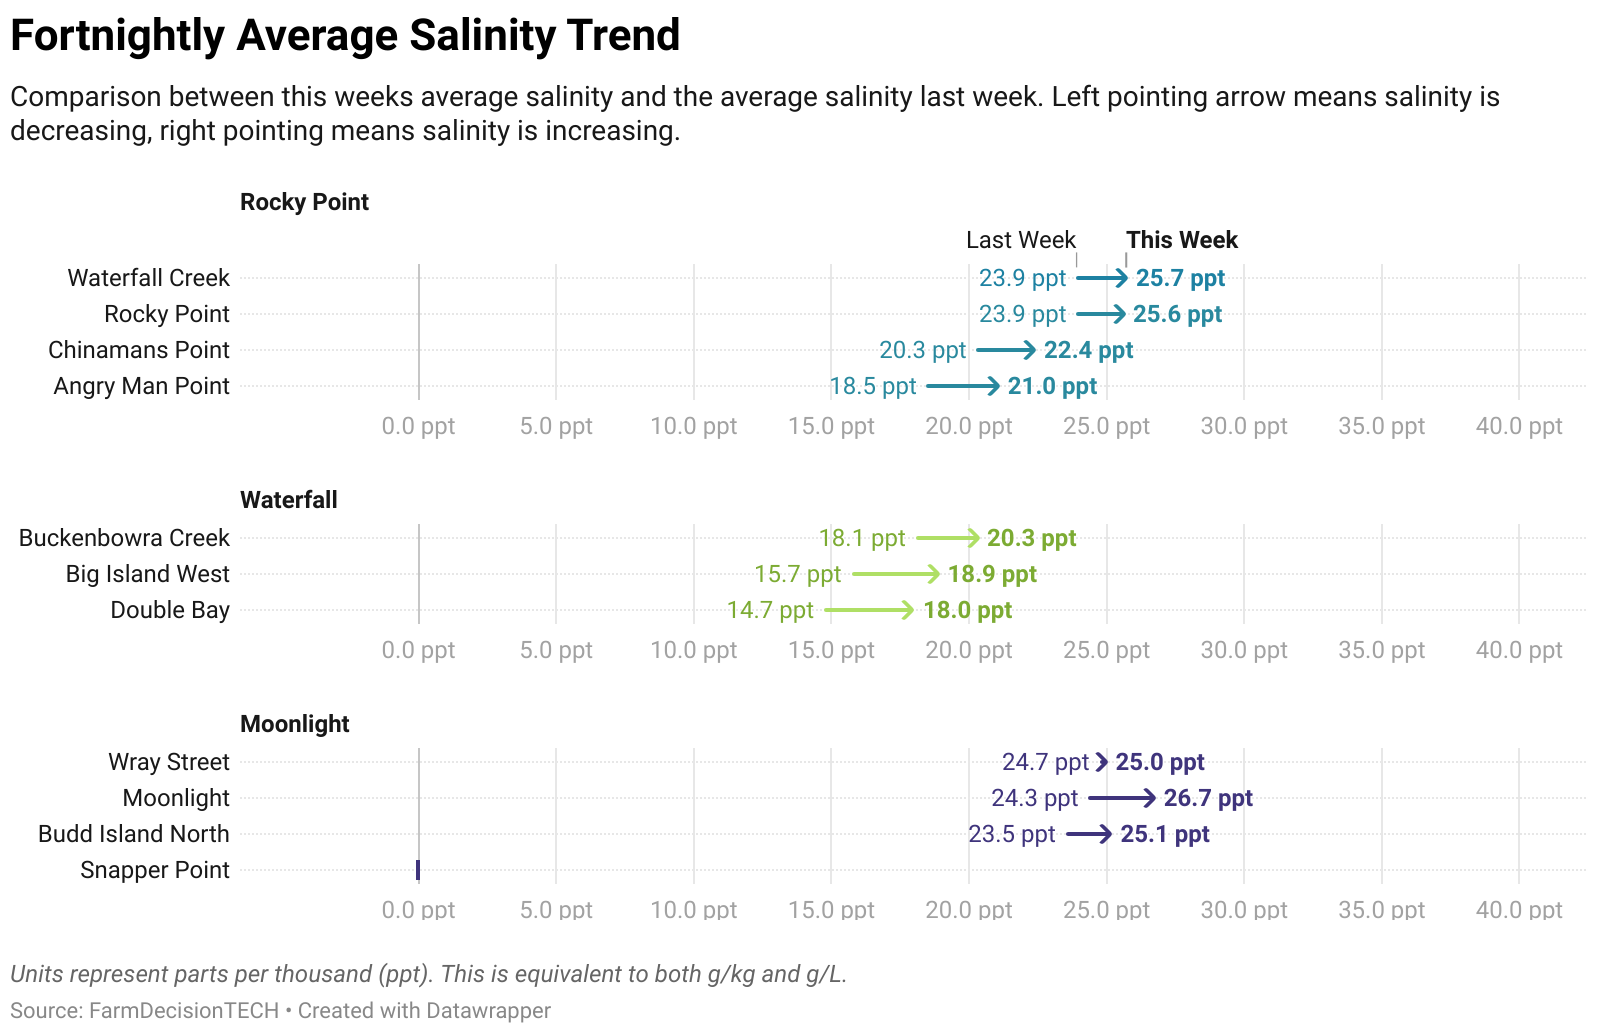 Fortnightly Average Salinity Trend
Comparison between this weeks average salinity and the average salinity last week. Left pointing arrow means salinity is
decreasing, right pointing means salinity is increasing.
Rocky Point
Last Week This Week
Waterfall Creek 23.9 ppt 25.7 ppt
Rocky Point 23.9 ppt 25.6 ppt
Chinamans Point 20.3 ppt 22.4 ppt
Angry Man Point 18.5 ppt 21.0 ppt
0.0 ppt 5.0 ppt 10.0 ppt 15.0 ppt 20.0 ppt 25.0 ppt 30.0 ppt 35.0 ppt 40.0 ppt
Waterfall
Buckenbowra Creek 18.1 ppt 20.3 ppt
Big Island West 15.7 ppt 18.9 ppt
Double Bay 14.7 ppt 18.0 ppt
0.0 ppt 5.0 ppt 10.0 ppt 15.0 ppt 20.0 ppt 25.0 ppt 30.0 ppt 35.0 ppt 40.0 ppt
Moonlight
Wray Street 24.7 ppt 25.0 ppt
Moonlight 24.3 ppt 26.7 ppt
Budd Island North 23.5 ppt 25.1 ppt
Snapper Point
0.0 ppt 5.0 ppt 10.0 ppt 15.0 ppt 20.0 ppt 25.0 ppt 30.0 ppt 35.0 ppt 40.0 ppt
Units represent parts per thousand (ppt). This is equivalent to both g/kg and g/L.
Source: FarmDecisionTECH • Created with Datawrapper